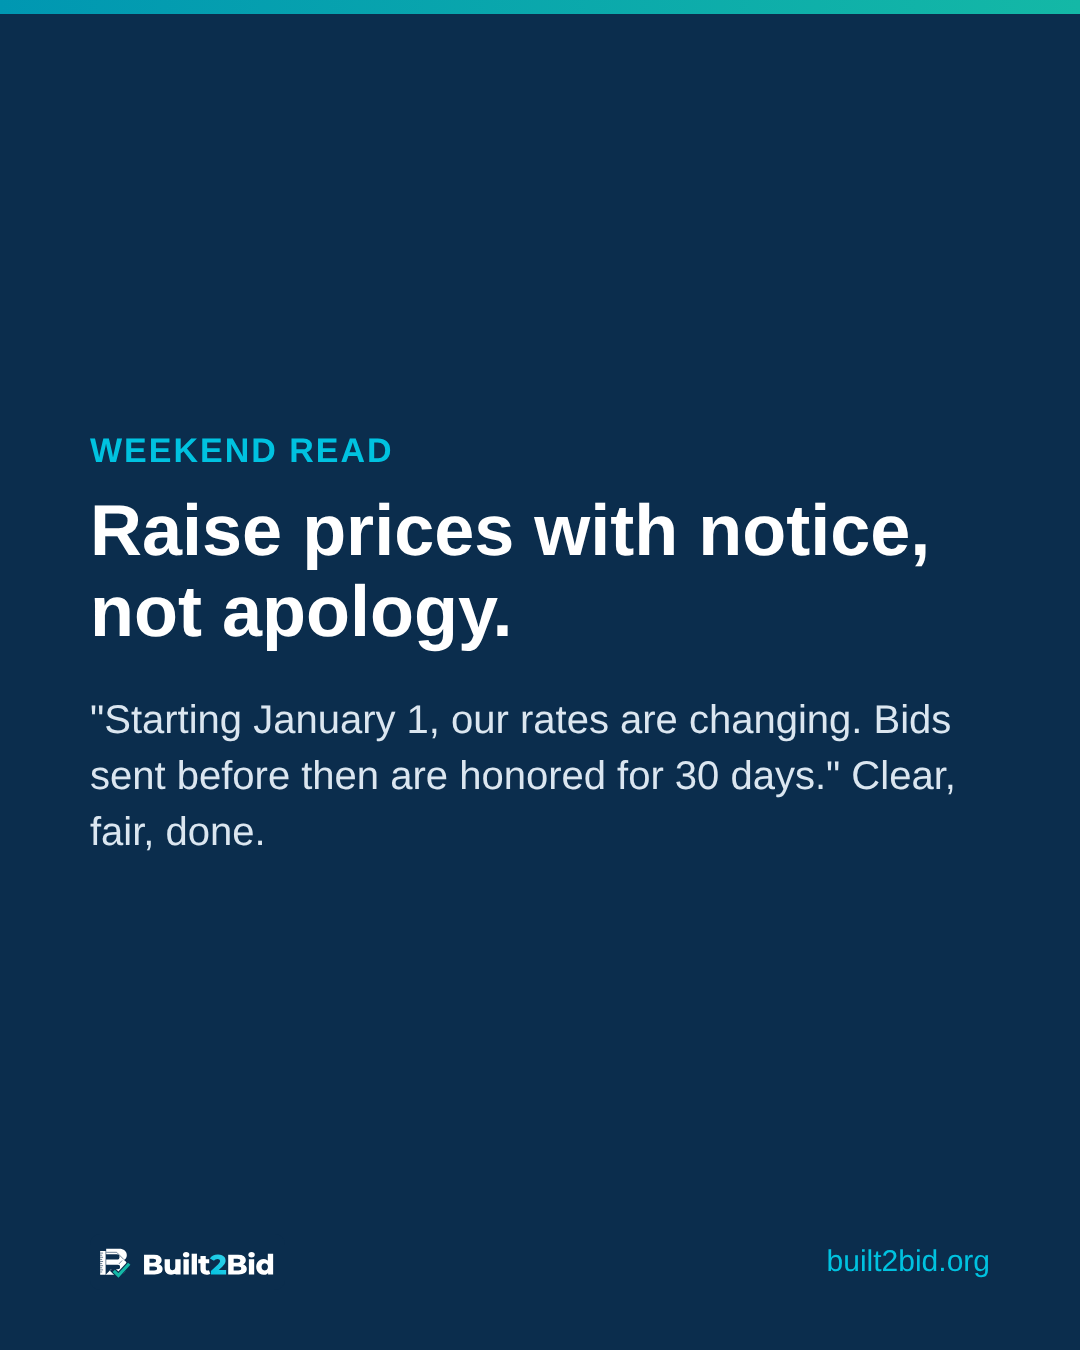 WEEKEND READ
Raise prices with notice,
not apology.
"Starting January 1, our rates are changing. Bids
sent before then are honored for 30 days." Clear,
fair, done.
Built2Bid
built2bid.org